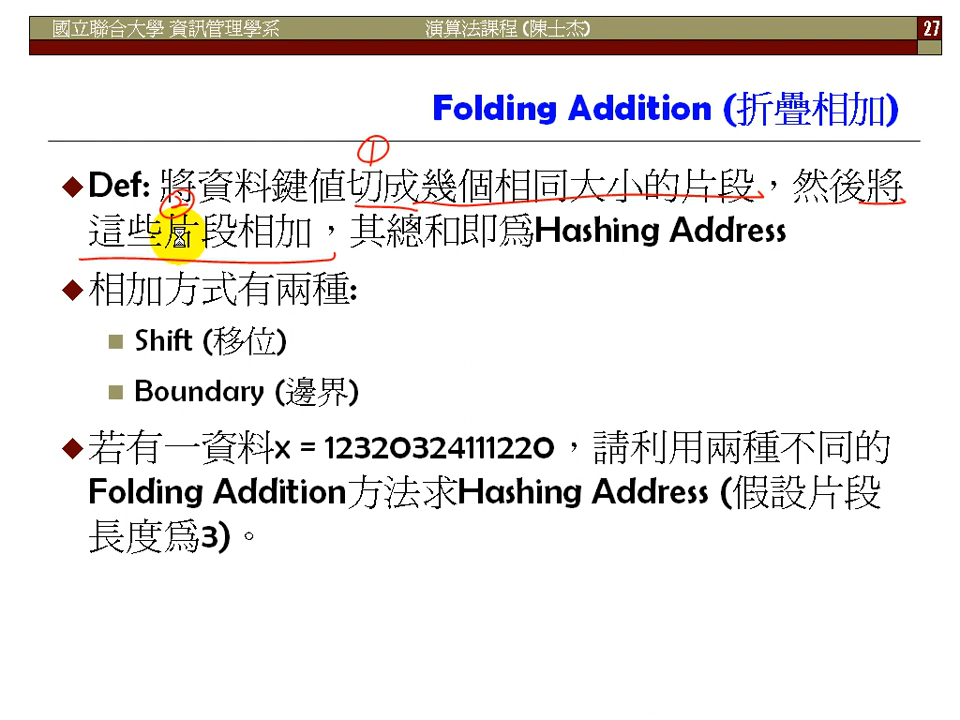 國立聯合大學 資訊管理學系 演算法課程 (陳士杰) 27
Folding Addition (折疊相加)
①
Def: 將資料鍵值切成幾個相同大小的片段，然後將
②
這些片段相加，其總和即為Hashing Address
相加方式有兩種:
Shift (移位)
Boundary (邊界)
若有一資料x = 12320324111220，請利用兩種不同的
Folding Addition方法求Hashing Address (假設片段
長度為3)。